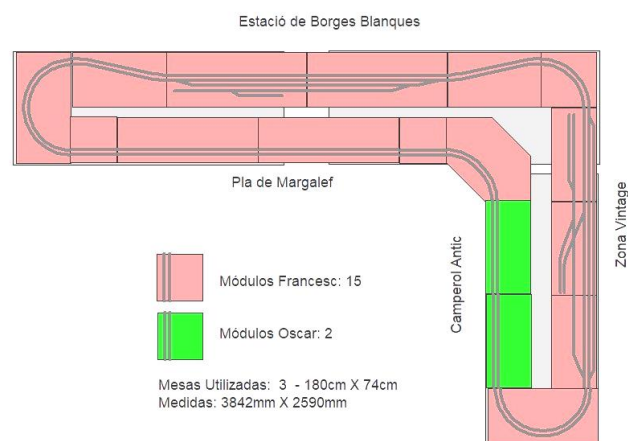 Estació de Borges Blanques
Pla de Margalef
Camperol Antic
Zona Vintage
Módulos Francesc: 15
Módulos Oscar: 2
Mesas Utilizadas: 3 - 180cm X 74cm
Medidas: 3842mm X 2590mm